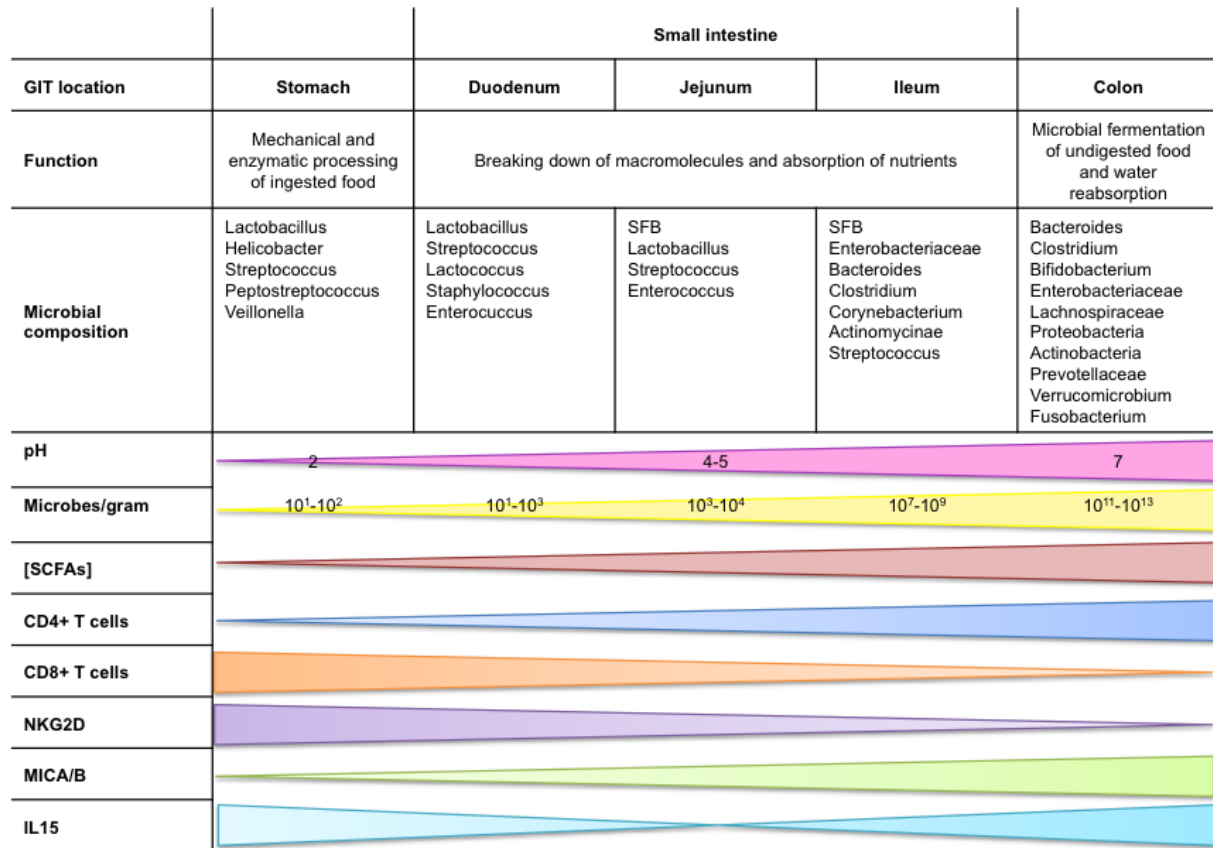 Small intestine
GIT location
Stomach
Duodenum
Jejunum
Ileum
Colon
Function
Mechanical and
enzymatic processing
of ingested food
Breaking down of macromolecules and absorption of nutrients
Microbial fermentation
of undigested food
and water
reabsorption
Microbial
composition
Lactobacillus
Helicobacter
Streptococcus
Peptostreptococcus
Veillonella
Lactobacillus
Streptococcus
Lactococcus
Staphylococcus
Enterocuccus
SFB
Lactobacillus
Streptococcus
Enterococcus
SFB
Enterobacteriaceae
Bacteroides
Clostridium
Corynebacterium
Actinomycinae
Streptococcus
Bacteroides
Clostridium
Bifidobacterium
Enterobacteriaceae
Lachnospiraceae
Proteobacteria
Actinobacteria
Prevotellaceae
Verrucomicrobium
Fusobacterium
pH
2
4-5
7
Microbes/gram
10¹-10²
10¹-10³
10³-10⁴
10⁷-10⁹
10¹¹-10¹³
[SCFAs]
CD4+ T cells
CD8+ T cells
NKG2D
MICA/B
IL15